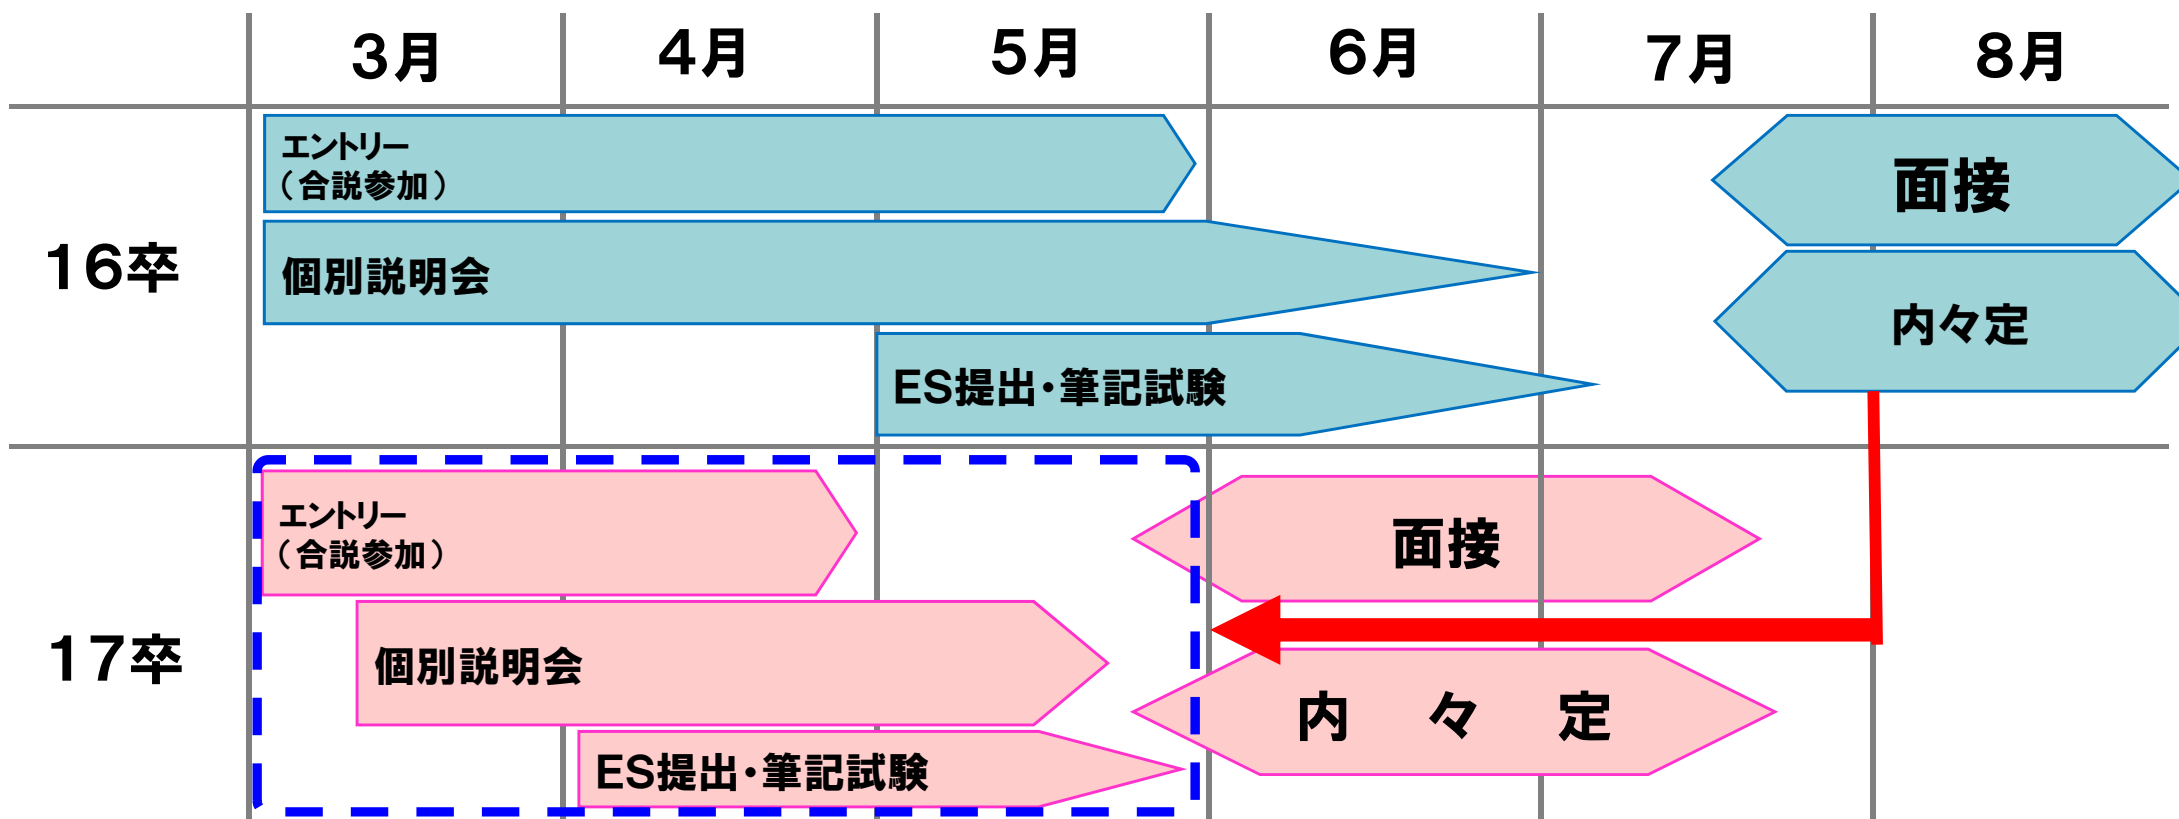 3月
4月
5月
6月
7月
8月
16卒
エントリー
（合説参加）
個別説明会
ES提出・筆記試験
面接
内々定
17卒
エントリー
（合説参加）
個別説明会
ES提出・筆記試験
面接
内　々　定